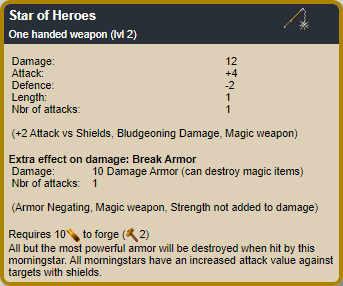 Star of Heroes
One handed weapon (lvl 2)
Damage: 12
Attack: +4
Defence: -2
Length: 1
Nbr of attacks: 1
(+2 Attack vs Shields, Bludgeoning Damage, Magic weapon)
Extra effect on damage: Break Armor
Damage: 10 Damage Armor (can destroy magic items)
Nbr of attacks: 1
(Armor Negating, Magic weapon, Strength not added to damage)
Requires 10 to forge ( 2)
All but the most powerful armor will be destroyed when hit by this
morningstar. All morningstars have an increased attack value against
targets with shields.